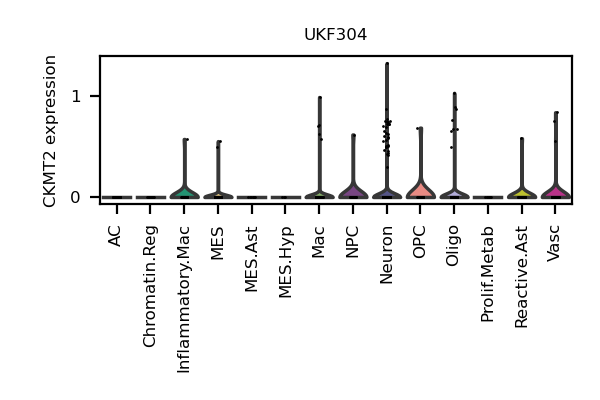 UKF304
CKMT2 expression
1
0
AC
Chromatin.Reg
Inflammatory.Mac
MES
MES.Ast
MES.Hyp
Mac
NPC
Neuron
OPC
Oligo
Prolif.Metab
Reactive.Ast
Vasc